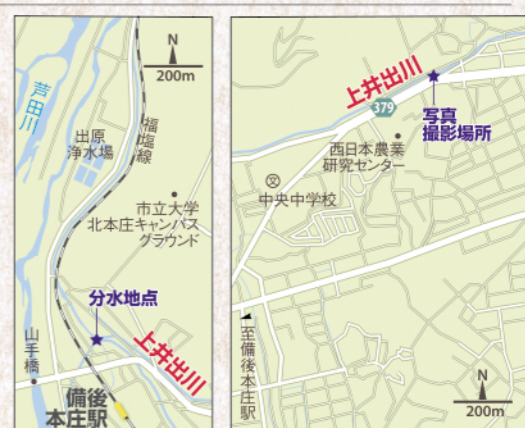 N
200m
芦田川
福塩線
出原
浄水場
市立大学
北本庄キャンパス
グラウンド
分水地点
上井出川
山手橋
備後
本庄駅
N
200m
上井出川
379
写真
撮影場所
西日本農業
研究センター
文
中央中学校
至備後本庄駅